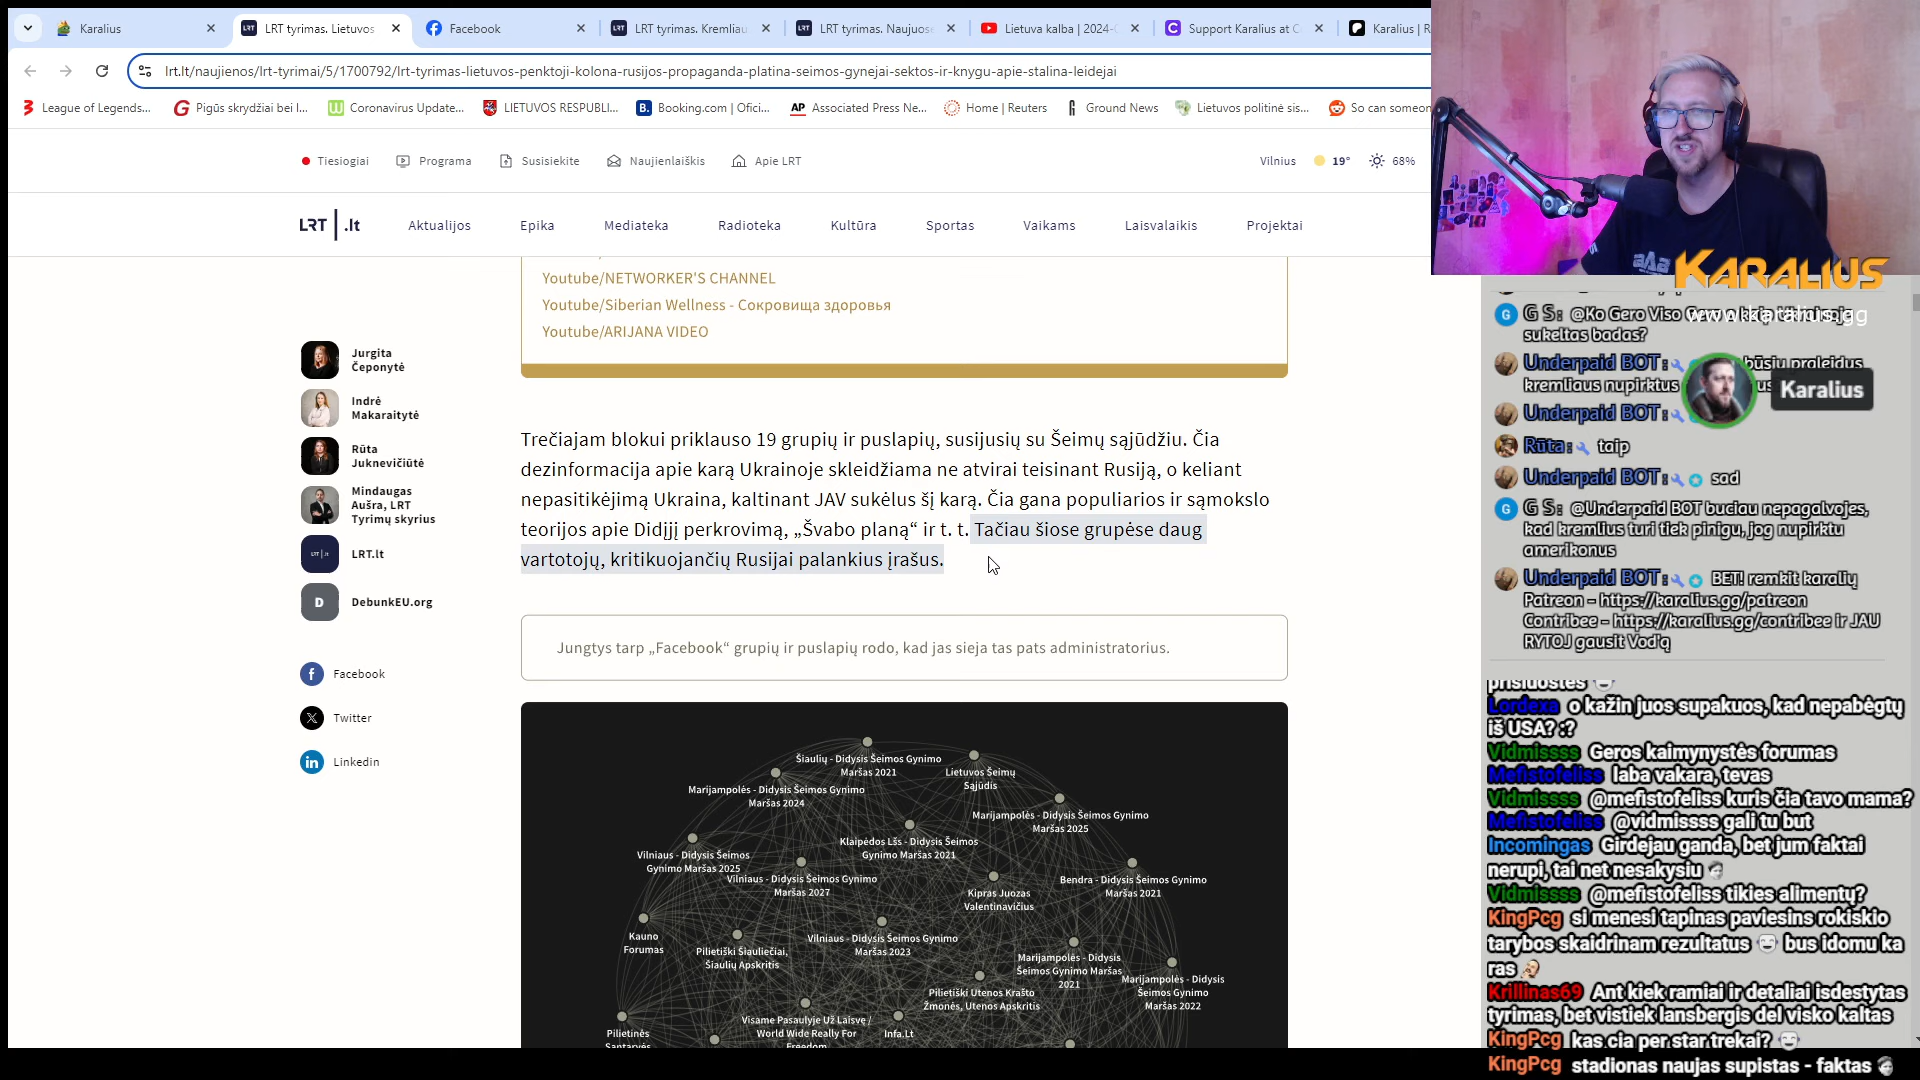 Karalius
LRT tyrimas. Lietuvos
Facebook
LRT tyrimas. Kremliau
LRT tyrimas. Naujuose
Lietuva kalba | 2024-
Support Karalius at C
Karalius | R
lrt.lt/naujienos/lrt-tyrimai/5/1700792/lrt-tyrimas-lietuvos-penktoji-kolona-rusijos-propaganda-platina-seimos-gynejai-sektos-ir-knygu-apie-stalina-leidejai
League of Legends...
Pigūs skrydžiai bei l...
Coronavirus Update...
LIETUVOS RESPUBLI...
Booking.com | Ofici...
Associated Press Ne...
Home | Reuters
Ground News
Lietuvos politinė sis...
So can someon
Tiesiogiai
Programa
Susisiekite
Naujienlaiškis
Apie LRT
Vilnius
19°
68%
LRT .lt
Aktualijos
Epika
Mediateka
Radioteka
Kultūra
Sportas
Vaikams
Laisvalaikis
Projektai
Youtube/NETWORKER'S CHANNEL
Youtube/Siberian Wellness - Сокровища здоровья
Youtube/ARIJANA VIDEO
Jurgita
Čeponytė
Indrė
Makaraitytė
Rūta
Juknevičiūtė
Mindaugas
Aušra, LRT
Tyrimų skyrius
LRT.lt
D
DebunkEU.org
Facebook
Twitter
Linkedin
Trečiajam blokui priklauso 19 grupių ir puslapių, susijusių su Šeimų sąjūdžiu. Čia
dezinformacija apie karą Ukrainoje skleidžiama ne atvirai teisinant Rusiją, o keliant
nepasitikėjimą Ukraina, kaltinant JAV sukėlus šį karą. Čia gana populiarios ir sąmokslo
teorijos apie Didįjį perkrovimą, „Švabo planą“ ir t. t. Tačiau šiose grupėse daug
vartotojų, kritikuojančių Rusijai palankius įrašus.
Jungtys tarp „Facebook“ grupių ir puslapių rodo, kad jas sieja tas pats administratorius.
Šiaulių - Didysis Šeimos Gynimo
Maršas 2021
Lietuvos Šeimų
Sąjūdis
Marijampolės - Didysis Šeimos Gynimo
Maršas 2024
Marijampolės - Didysis Šeimos Gynimo
Maršas 2025
Klaipėdos Lšs - Didysis Šeimos
Gynimo Maršas 2021
Vilniaus - Didysis Šeimos
Gynimo Maršas 2025
Vilniaus - Didysis Šeimos Gynimo
Maršas 2027
Bendra - Didysis Šeimos Gynimo
Maršas 2021
Kipras Juozas
Valentinavičius
Kauno
Forumas
Pilietiški Šiauliečiai,
Šiaulių Apskritis
Vilniaus - Didysis Šeimos Gynimo
Maršas 2023
Marijampolės - Didysis
Šeimos Gynimo Maršas
2021
Marijampolės - Didysis
Šeimos Gynimo
Maršas 2022
Pilietiški Utenos Krašto
Žmonės, Utenos Apskritis
Visame Pasaulyje Už Laisvę /
World Wide Really For
Freedom
Infa.Lt
Pilietinės
Santarvės
KARALIUS
www.karalius.gg
G S: @Ko Gero Viso Gero
sukeltas badas?
Underpaid BOT: būsiu praleidus
kremliaus nupirktus
Karalius
Underpaid BOT:
Rūta: taip
Underpaid BOT: sad
G S: @Underpaid BOT buciau nepagalvojes,
kad kremlius turi tiek pinigu, jog nupirktu
amerikonus
Underpaid BOT: BET! remkit karalių
Patreon - https://karalius.gg/patreon
Contribee - https://karalius.gg/contribee ir JAU
RYTOJ gausit Vod'q
prisiuostes
Lordexa o kažin juos supakuos, kad nepabėgtų
iš USA? :?
Vidmissss Geros kaimynystės forumas
Mefistofeliss laba vakara, tevas
Vidmissss @mefistofeliss kuris čia tavo mama?
Mefistofeliss @vidmissss gali tu but
Incomingas Girdejau ganda, bet jum faktai
nerupi, tai net nesakysiu
Vidmissss @mefistofeliss tikies alimentų?
KingPcg si menesi tapinas paviesins rokiskio
tarybos skaidrinam rezultatus bus idomu ka
ras
Krillinas69 Ant kiek ramiai ir detaliai isdestytas
tyrimas, bet vistiek lansbergis del visko kaltas
KingPcg kas cia per star trekai?
KingPcg stadionas naujas supistas - faktas